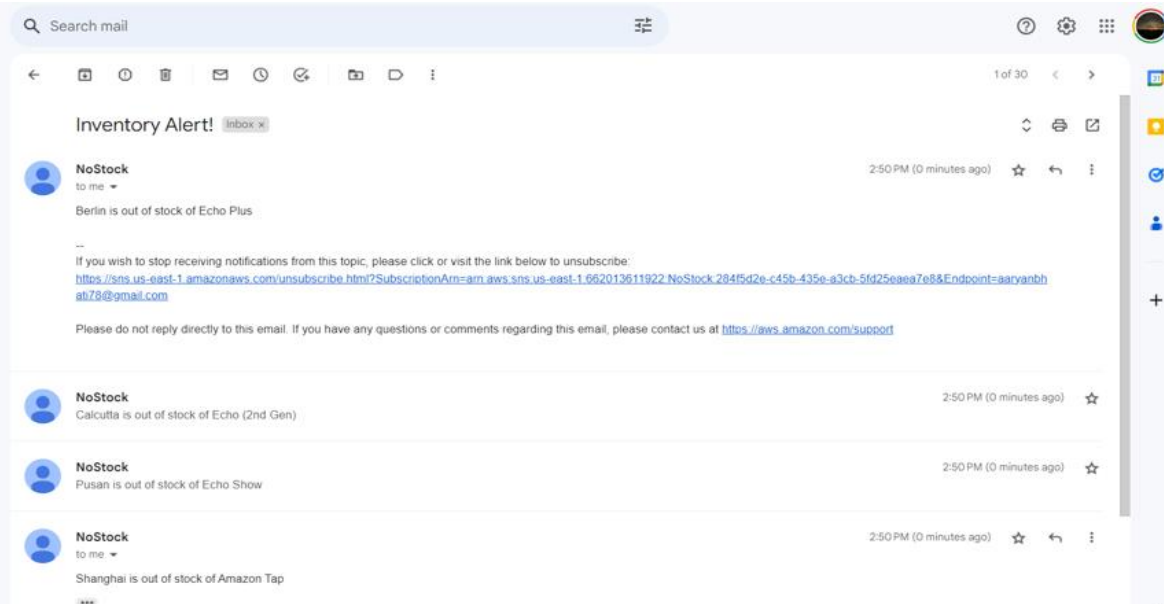 Search mail
1 of 30
Inventory Alert! Inbox ×
NoStock
2:50 PM (0 minutes ago)
to me
Berlin is out of stock of Echo Plus
--
If you wish to stop receiving notifications from this topic, please click or visit the link below to unsubscribe:
https://sns.us-east-1.amazonaws.com/unsubscribe.html?SubscriptionArn=arn:aws:sns:us-east-1:662013611922:NoStock:284f5d2e-c45b-435e-a3cb-5fd25eaea7e8&Endpoint=aaryanbh
ati78@gmail.com
Please do not reply directly to this email. If you have any questions or comments regarding this email, please contact us at https://aws.amazon.com/support
NoStock
2:50 PM (0 minutes ago)
Calcutta is out of stock of Echo (2nd Gen)
NoStock
2:50 PM (0 minutes ago)
Pusan is out of stock of Echo Show
NoStock
2:50 PM (0 minutes ago)
to me
Shanghai is out of stock of Amazon Tap